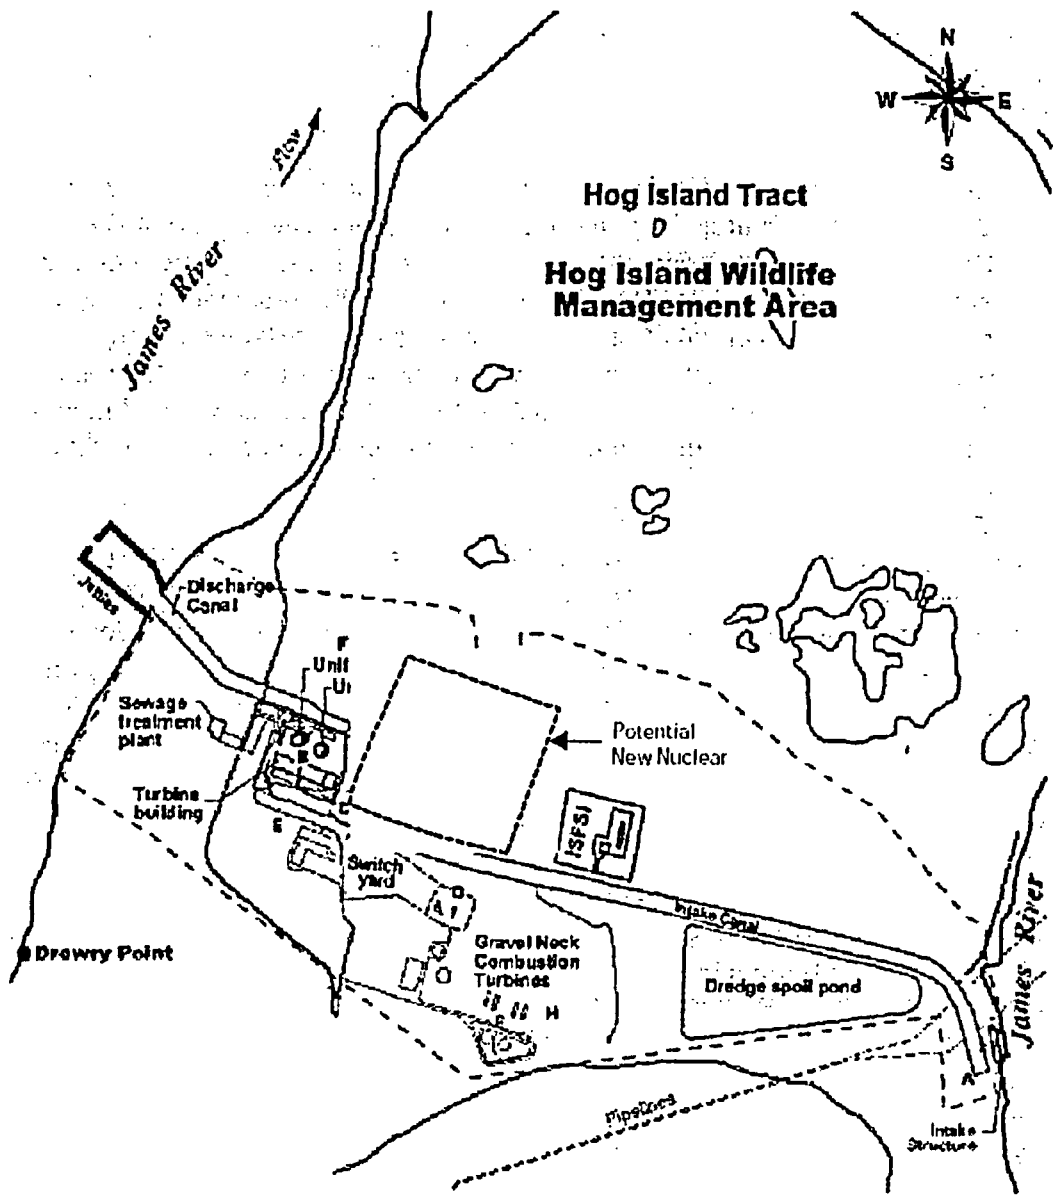 N
W E
S
Flow
Hog Island Tract
D
Hog Island Wildlife
Management Area
James River
Jetties
Discharge
Canal
F
Unit
Sewage
treatment
plant
Potential
New Nuclear
Turbine
building
E
ISFSI
Switch
yard
Intake Canal
Gravel Neck
Combustion
Turbines
Drewry Point
Dredge spoil pond
H
James River
A
Pipelines
Intake
Structure